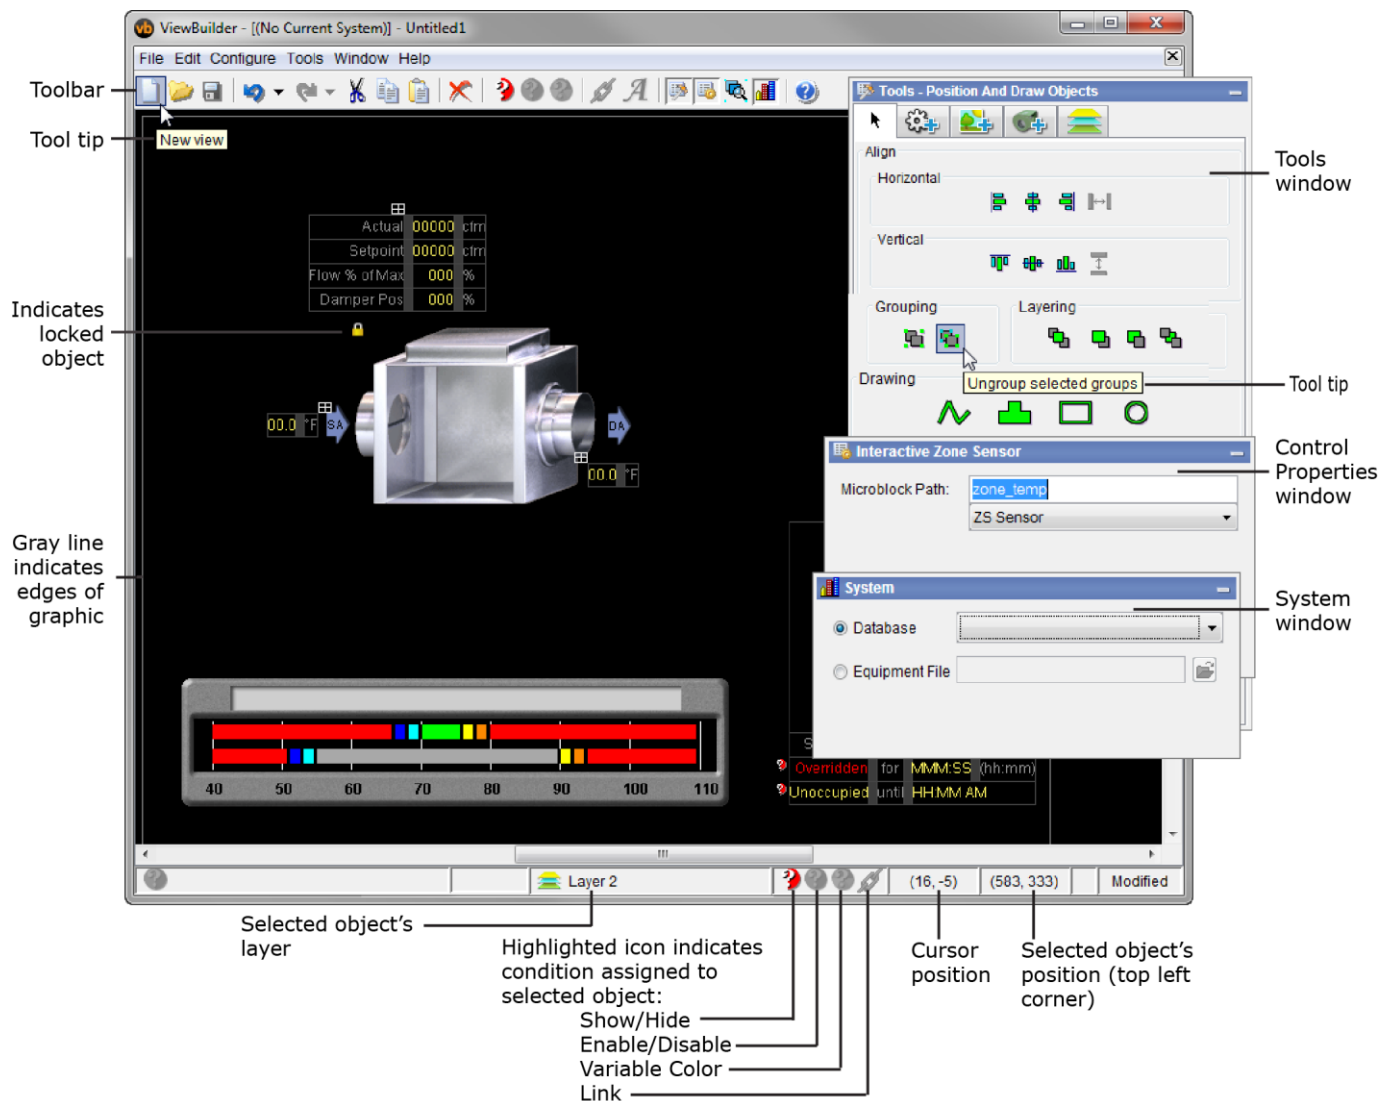 ViewBuilder - [(No Current System)] - Untitled1
File Edit Configure Tools Window Help
Toolbar
Tool tip
New view
Tools - Position And Draw Objects
Align
Horizontal
Vertical
Grouping
Layering
Ungroup selected groups
Drawing
Tools
window
Tool tip
Actual 00000 cfm
Setpoint 00000 cfm
Flow % of Max 000 %
Damper Pos 000 %
Indicates
locked
object
00.0 °F SA
DA
00.0 °F
Interactive Zone Sensor
Microblock Path: zone_temp
ZS Sensor
Control
Properties
window
Gray line
indicates
edges of
graphic
System
Database
Equipment File
System
window
40 50 60 70 80 90 100 110
S
Overridden for MMM:SS (hh:mm)
Unoccupied until HH:MM AM
Layer 2
(16, -5)
(583, 333)
Modified
Selected object's
layer
Highlighted icon indicates
condition assigned to
selected object:
Show/Hide
Enable/Disable
Variable Color
Link
Cursor
position
Selected object's
position (top left
corner)